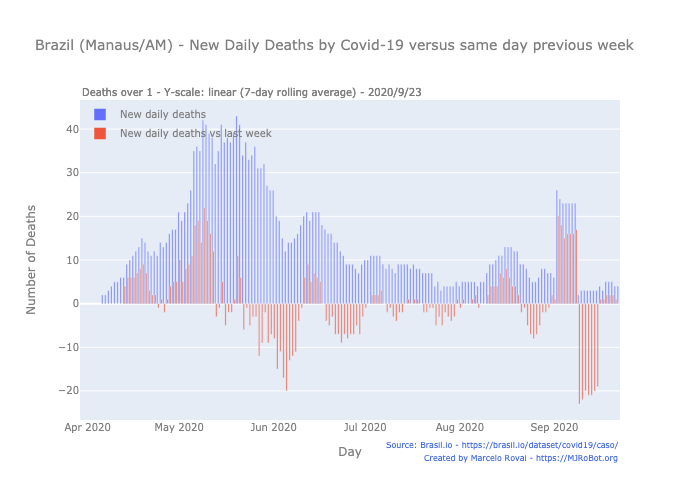 Brazil (Manaus/AM) - New Daily Deaths by Covid-19 versus same day previous week
Deaths over 1 - Y-scale: linear (7-day rolling average) - 2020/9/23
New daily deaths
New daily deaths vs last week
Number of Deaths
40
30
20
10
0
−10
−20
Apr 2020
May 2020
Jun 2020
Jul 2020
Aug 2020
Sep 2020
Day
Source: Brasil.io - https://brasil.io/dataset/covid19/caso/
Created by Marcelo Rovai - https://MJRoBot.org